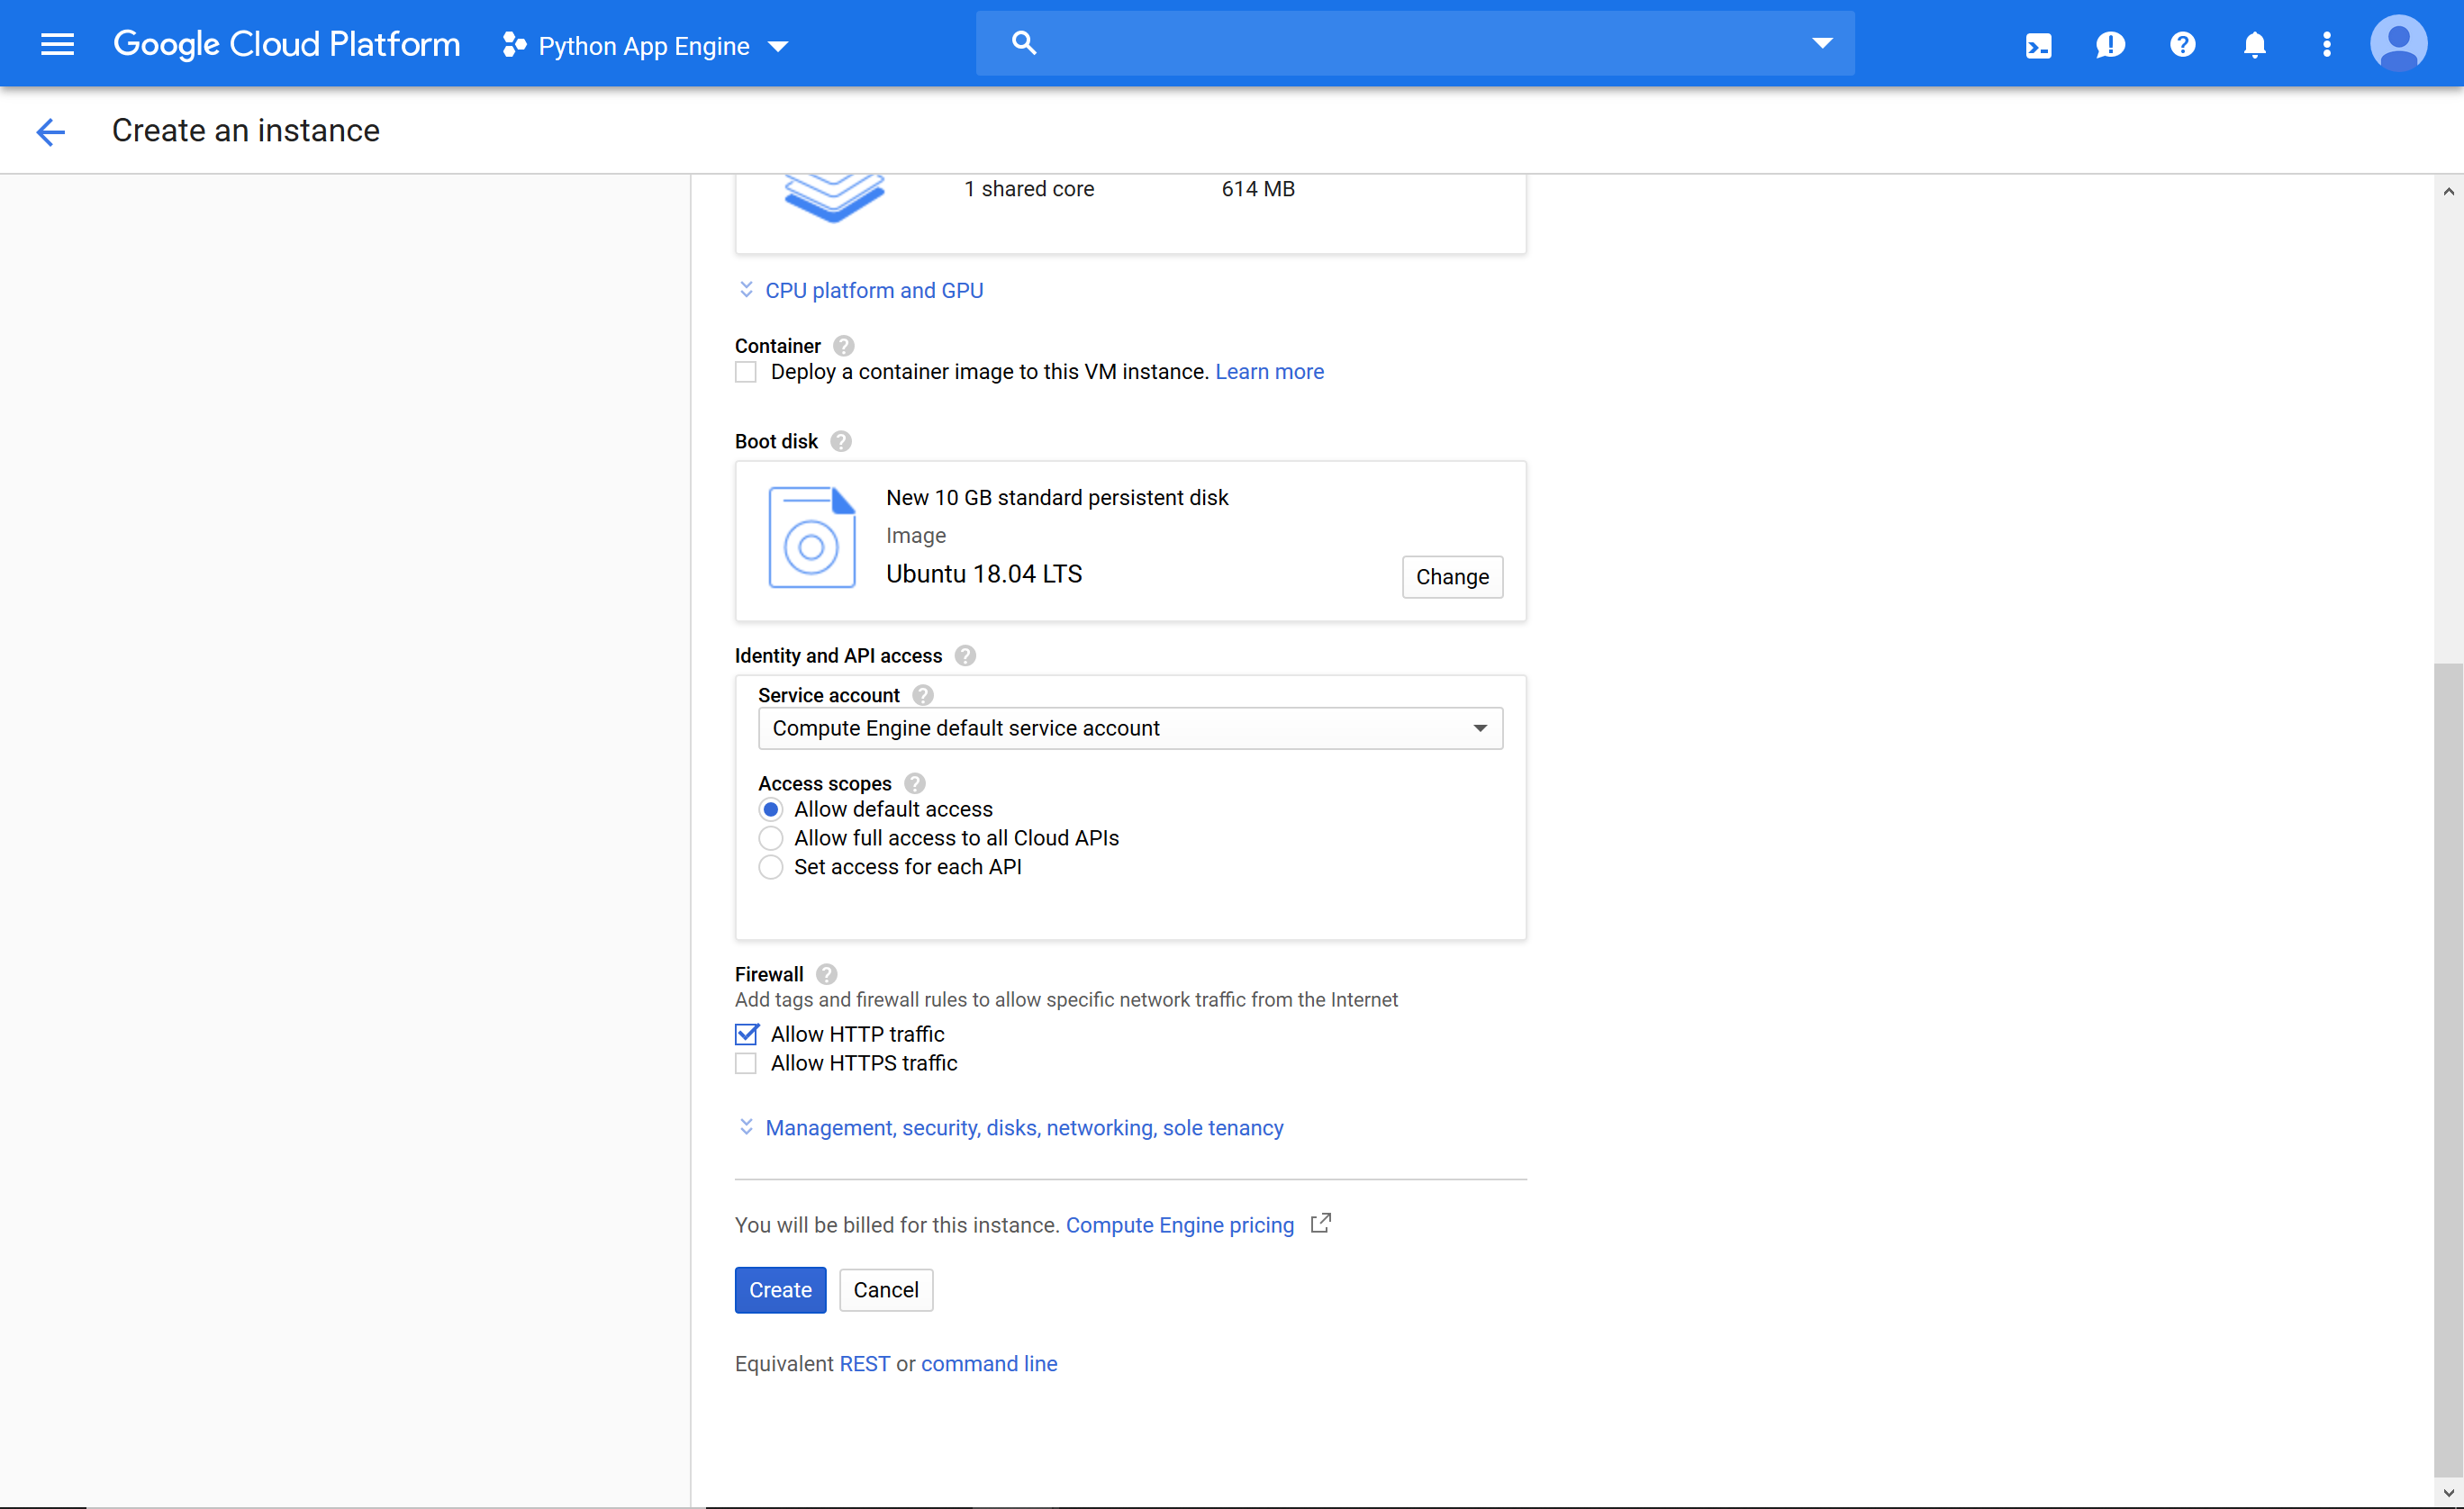 Google Cloud Platform Python App Engine
Create an instance
1 shared core 614 MB
CPU platform and GPU
Container
Deploy a container image to this VM instance. Learn more
Boot disk
New 10 GB standard persistent disk
Image
Ubuntu 18.04 LTS
Change
Identity and API access
Service account
Compute Engine default service account
Access scopes
Allow default access
Allow full access to all Cloud APIs
Set access for each API
Firewall
Add tags and firewall rules to allow specific network traffic from the Internet
Allow HTTP traffic
Allow HTTPS traffic
Management, security, disks, networking, sole tenancy
You will be billed for this instance. Compute Engine pricing
Create Cancel
Equivalent REST or command line